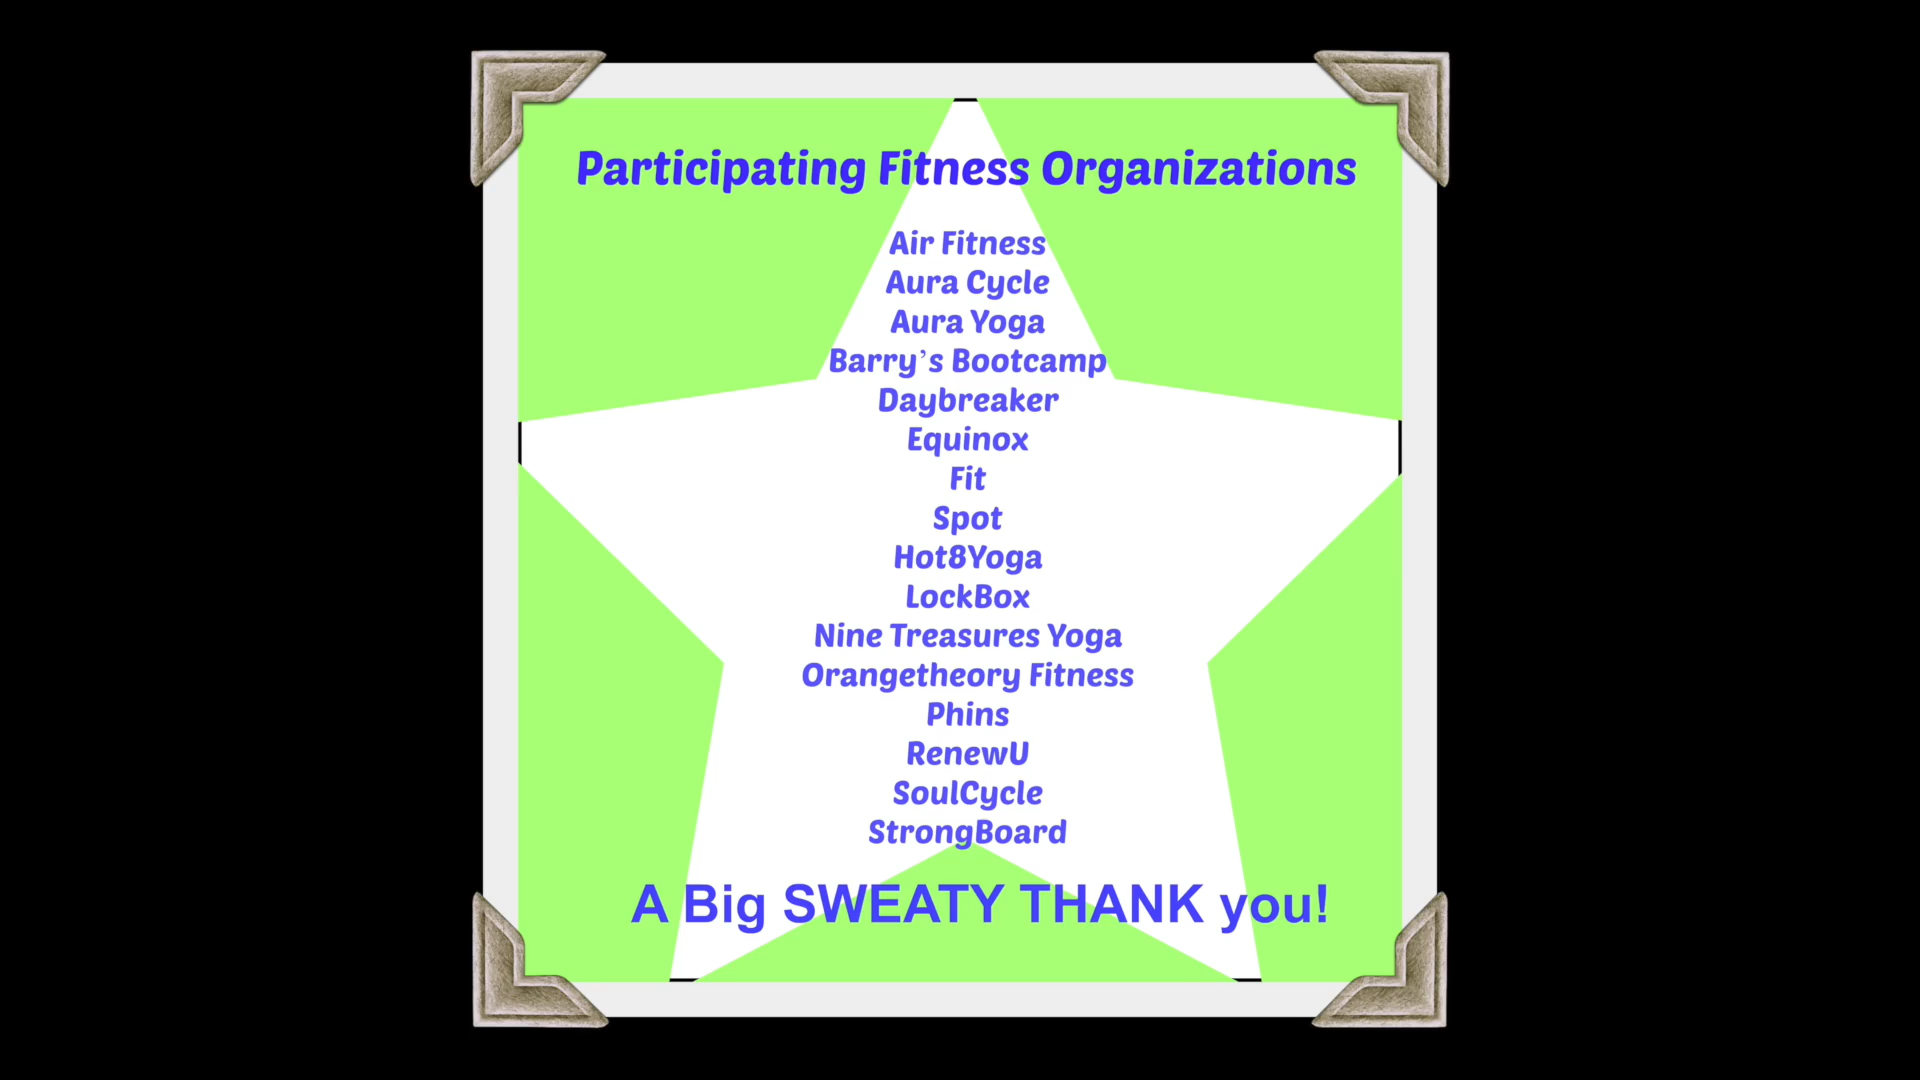 Participating Fitness Organizations
Air Fitness
Aura Cycle
Aura Yoga
Barry's Bootcamp
Daybreaker
Equinox
Fit
Spot
Hot8Yoga
LockBox
Nine Treasures Yoga
Orangetheory Fitness
Phins
RenewU
SoulCycle
StrongBoard
A Big SWEATY THANK you!